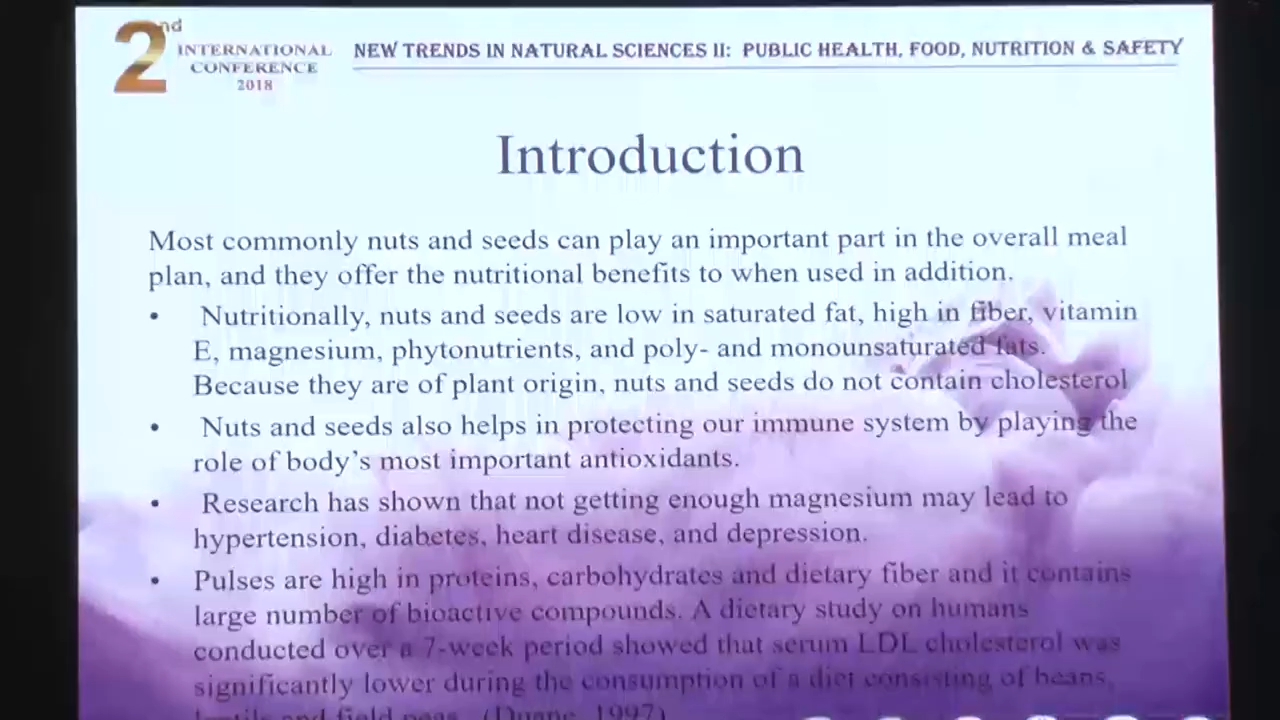 2nd
INTERNATIONAL
CONFERENCE
2018
NEW TRENDS IN NATURAL SCIENCES II: PUBLIC HEALTH, FOOD, NUTRITION & SAFETY
Introduction
Most commonly nuts and seeds can play an important part in the overall meal
plan, and they offer the nutritional benefits to when used in addition.
• Nutritionally, nuts and seeds are low in saturated fat, high in fiber, vitamin
E, magnesium, phytonutrients, and poly- and monounsaturated fats.
Because they are of plant origin, nuts and seeds do not contain cholesterol
• Nuts and seeds also helps in protecting our immune system by playing the
role of body's most important antioxidants.
• Research has shown that not getting enough magnesium may lead to
hypertension, diabetes, heart disease, and depression.
• Pulses are high in proteins, carbohydrates and dietary fiber and it contains
large number of bioactive compounds. A dietary study on humans
conducted over a 7-week period showed that serum LDL cholesterol was
significantly lower during the consumption of a diet consisting of beans,
lentils and field peas. (Duane, 1997)